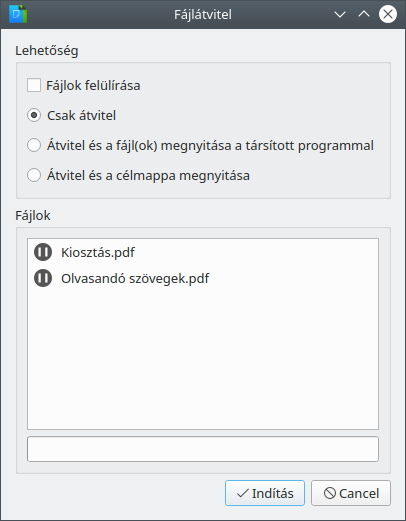 Fájlátvitel
Lehetőség
Fájlok felülírása
Csak átvitel
Átvitel és a fájl(ok) megnyitása a társított programmal
Átvitel és a célmappa megnyitása
Fájlok
Kiosztás.pdf
Olvasandó szövegek.pdf
Indítás Cancel